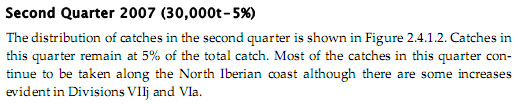 Second Quarter 2007 (30,000t–5%)
The distribution of catches in the second quarter is shown in Figure 2.4.1.2. Catches in
this quarter remain at 5% of the total catch. Most of the catches in this quarter con-
tinue to be taken along the North Iberian coast although there are some increases
evident in Divisions VIIj and VIa.